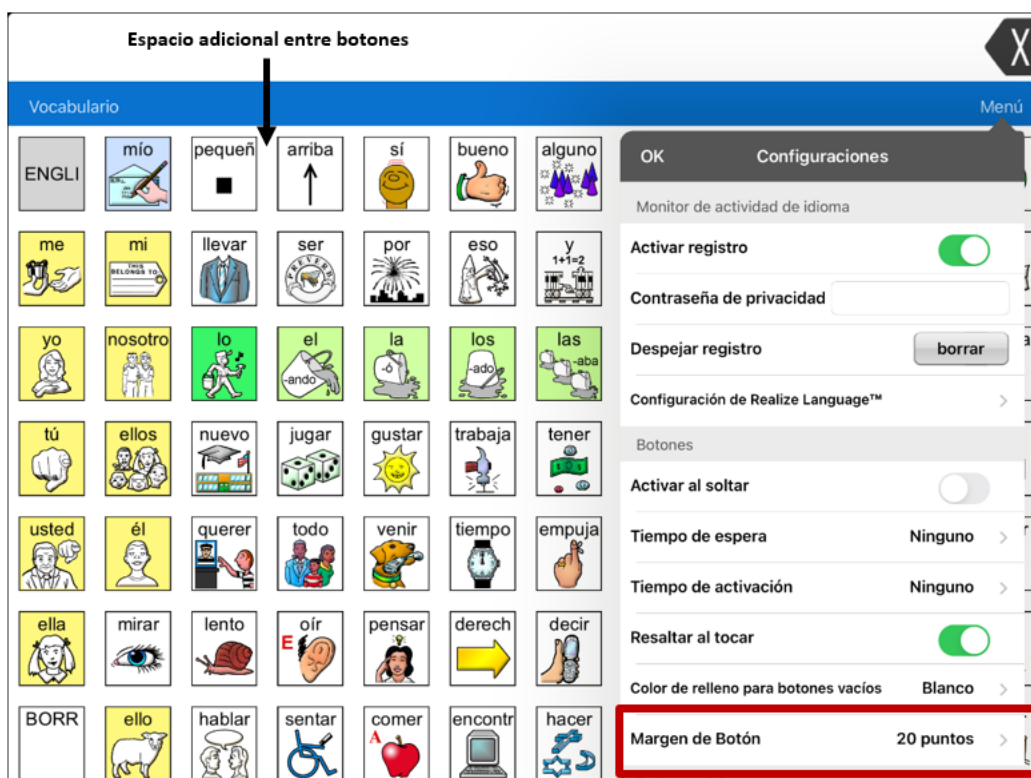 Espacio adicional entre botones
X
Vocabulario
Menú
ENGLI
mío
pequeñ
arriba
sí
bueno
alguno
me
mi
THIS BELONGS TO
llevar
ser
PREVERB
por
eso
y
1+1=2
yo
nosotro
lo
el
-ando
la
-ó
los
-ado
las
-aba
tú
ellos
nuevo
jugar
gustar
trabaja
tener
usted
él
querer
todo
venir
tiempo
empuja
ella
mirar
lento
oír
E
pensar
derech
decir
BORR
ello
hablar
sentar
comer
A
encontr
hacer
OK
Configuraciones
Monitor de actividad de idioma
Activar registro
Contraseña de privacidad
Despejar registro
borrar
Configuración de Realize Language™
Botones
Activar al soltar
Tiempo de espera
Ninguno
Tiempo de activación
Ninguno
Resaltar al tocar
Color de relleno para botones vacíos
Blanco
Margen de Botón
20 puntos